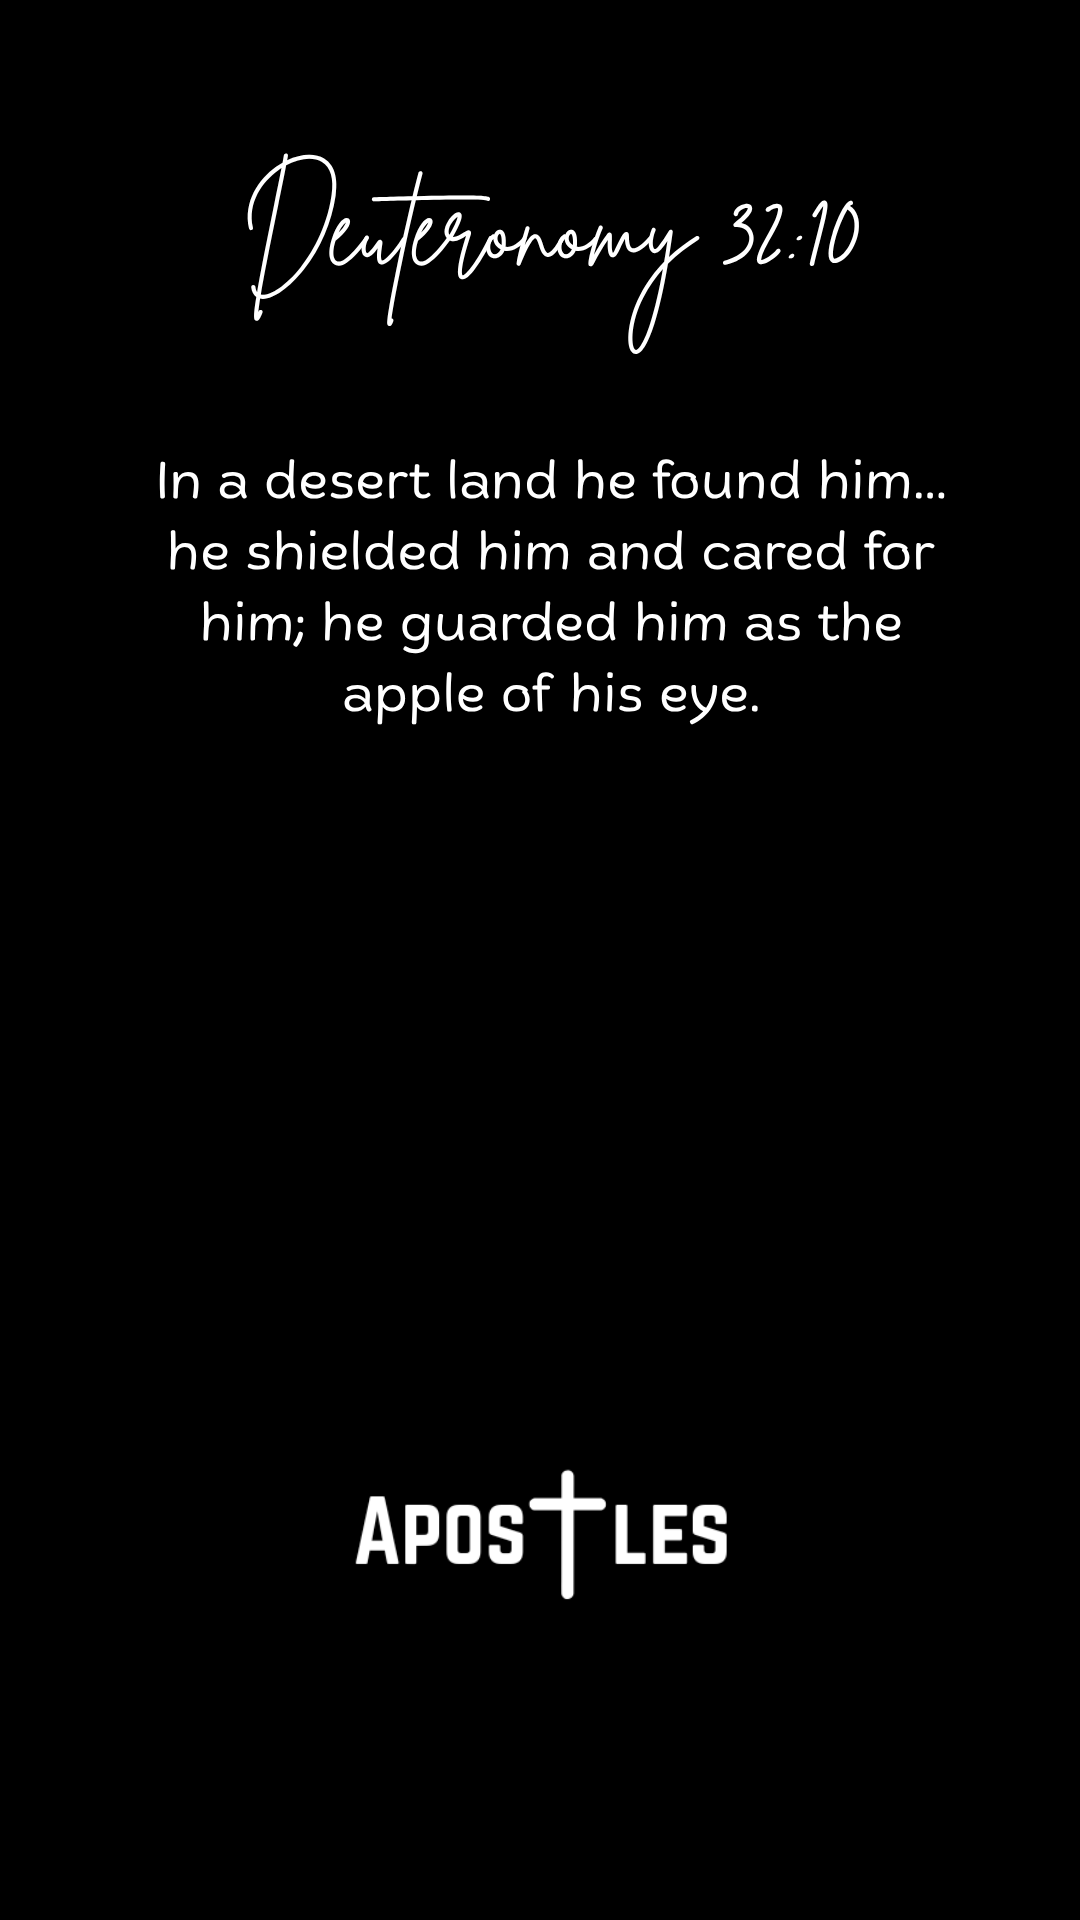 Deuteronomy 32:10
In a desert land he found him...
he shielded him and cared for
him; he guarded him as the
apple of his eye.
APOSTLES